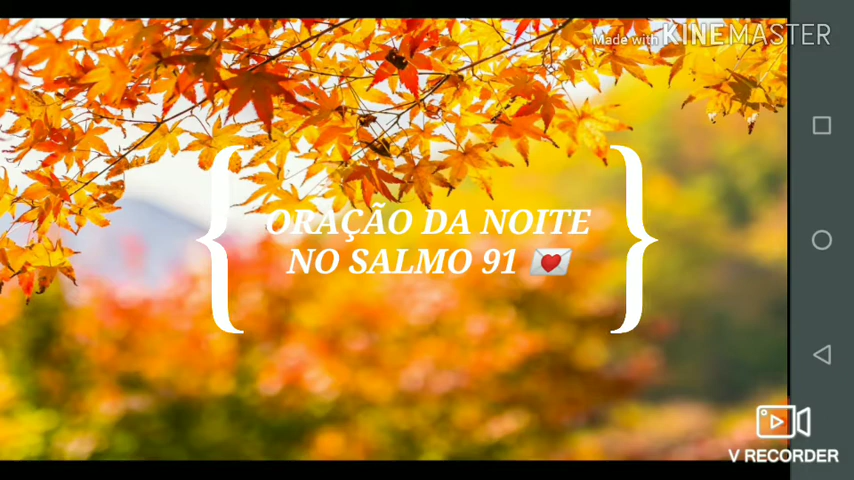 Made with KINEMASTER
ORAÇÃO DA NOITE
NO SALMO 91 💌
V RECORDER